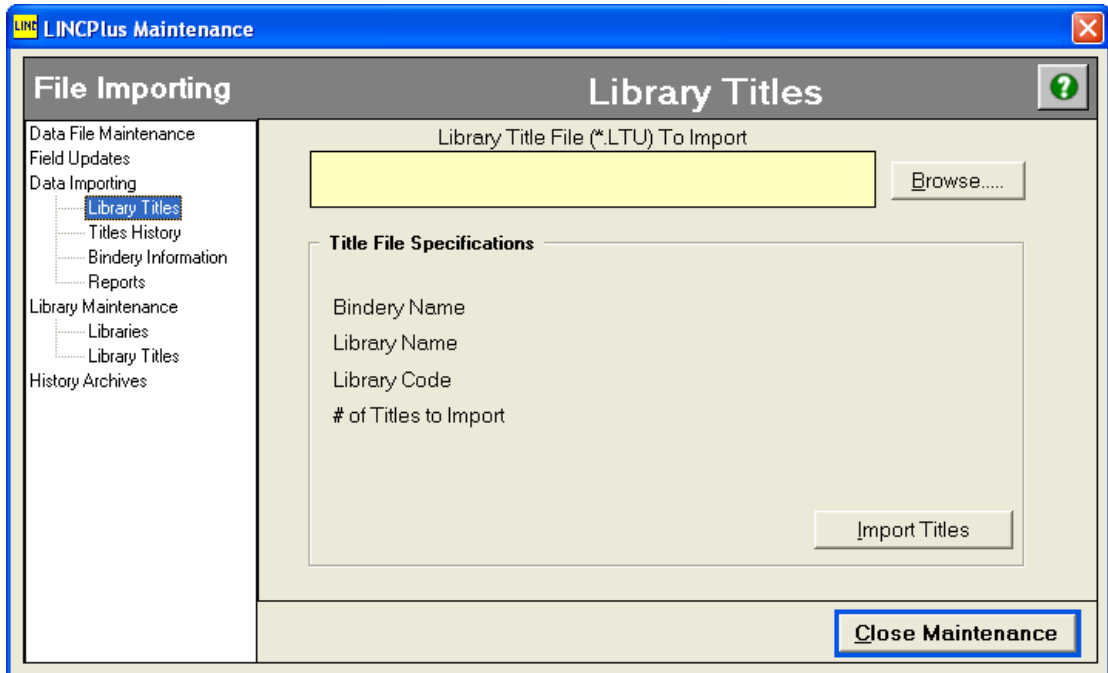 LINC LINCPlus Maintenance
File Importing
Library Titles
?
Data File Maintenance
Field Updates
Data Importing
Library Titles
Titles History
Bindery Information
Reports
Library Maintenance
Libraries
Library Titles
History Archives
Library Title File (*.LTU) To Import
Browse.....
Title File Specifications
Bindery Name
Library Name
Library Code
# of Titles to Import
Import Titles
Close Maintenance